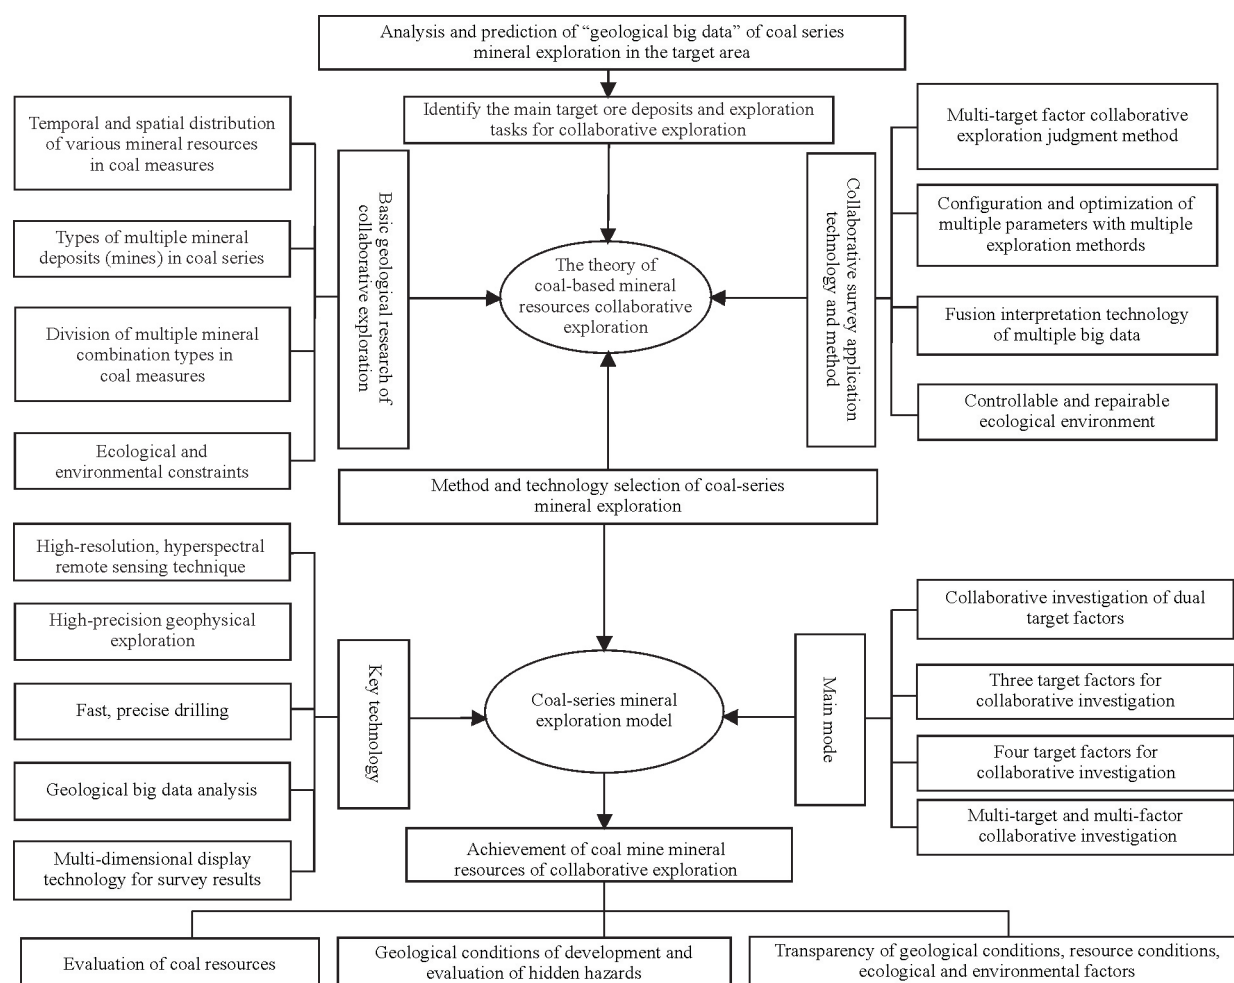 Analysis and prediction of “geological big data” of coal series
mineral exploration in the target area
Identify the main target ore deposits and exploration
tasks for collaborative exploration
Temporal and spatial distribution
of various mineral resources
in coal measures
Types of multiple mineral
deposits (mines) in coal series
Division of multiple mineral
combination types in
coal measures
Ecological and
environmental constraints
Basic geological research of
collaborative exploration
The theory of
coal-based mineral
resources collaborative
exploration
Collaborative survey application
technology and method
Multi-target factor collaborative
exploration judgment method
Configuration and optimization of
multiple parameters with multiple
exploration methords
Fusion interpretation technology
of multiple big data
Controllable and repairable
ecological environment
Method and technology selection of coal-series
mineral exploration
High-resolution, hyperspectral
remote sensing technique
High-precision geophysical
exploration
Fast, precise drilling
Geological big data analysis
Multi-dimensional display
technology for survey results
Key technology
Coal-series mineral
exploration model
Main mode
Collaborative investigation of dual
target factors
Three target factors for
collaborative investigation
Four target factors for
collaborative investigation
Multi-target and multi-factor
collaborative investigation
Achievement of coal mine mineral
resources of collaborative exploration
Evaluation of coal resources
Geological conditions of development and
evaluation of hidden hazards
Transparency of geological conditions, resource conditions,
ecological and environmental factors